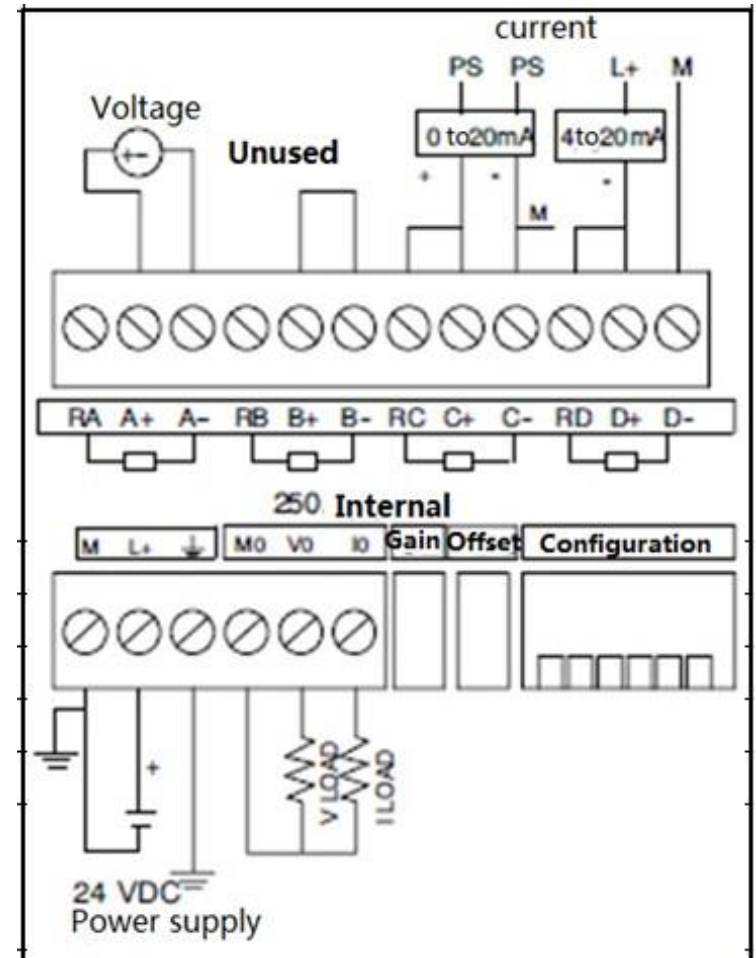 current
PS PS L+ M
Voltage
0 to20mA 4to20mA
+-
Unused
+ - -
M
RA A+ A- RB B+ B- RC C+ C- RD D+ D-
250 Internal
M L+ M0 V0 I0 Gain Offset Configuration
+
V LOAD
I LOAD
24 VDC
Power supply